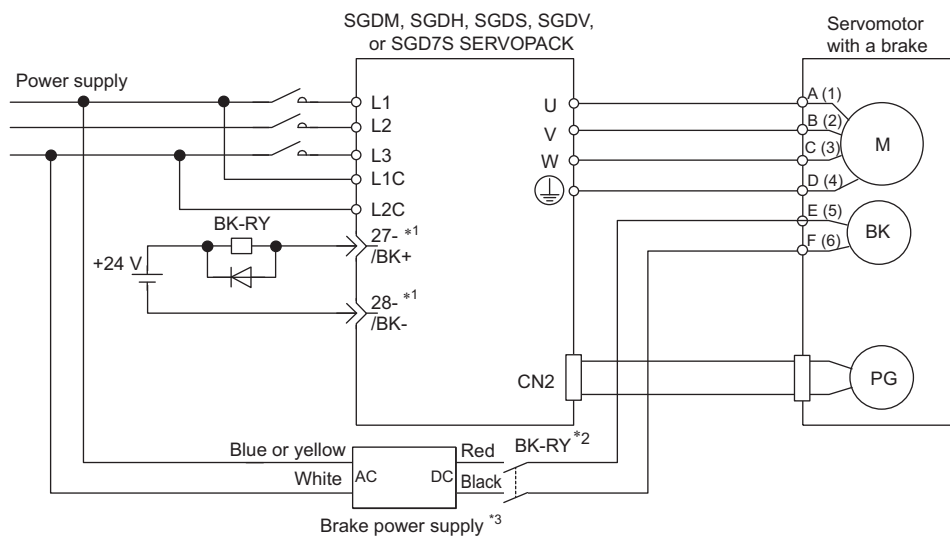 SGDM, SGDH, SGDS, SGDV,
or SGD7S SERVOPACK
Servomotor
with a brake
Power supply
L1
L2
L3
L1C
L2C
BK-RY
+24 V
27- *1
/BK+
28- *1
/BK-
U
V
W
CN2
A (1)
B (2)
C (3)
D (4)
E (5)
F (6)
M
BK
PG
Blue or yellow
White
AC
DC
Red
Black
BK-RY *2
Brake power supply *3